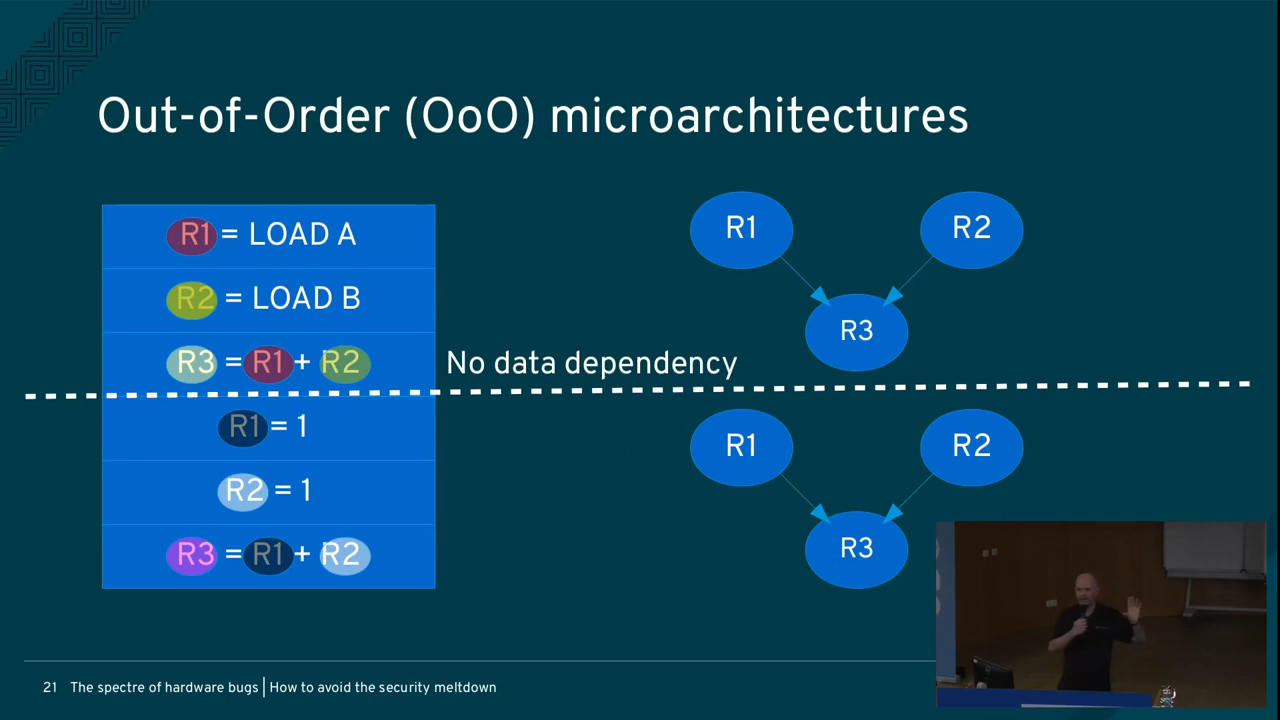 Out-of-Order (OoO) microarchitectures
R1 = LOAD A
R2 = LOAD B
R3 = R1 + R2
No data dependency
R1 = 1
R2 = 1
R3 = R1 + R2
R1
R2
R3
R1
R2
R3
21 The spectre of hardware bugs | How to avoid the security meltdown